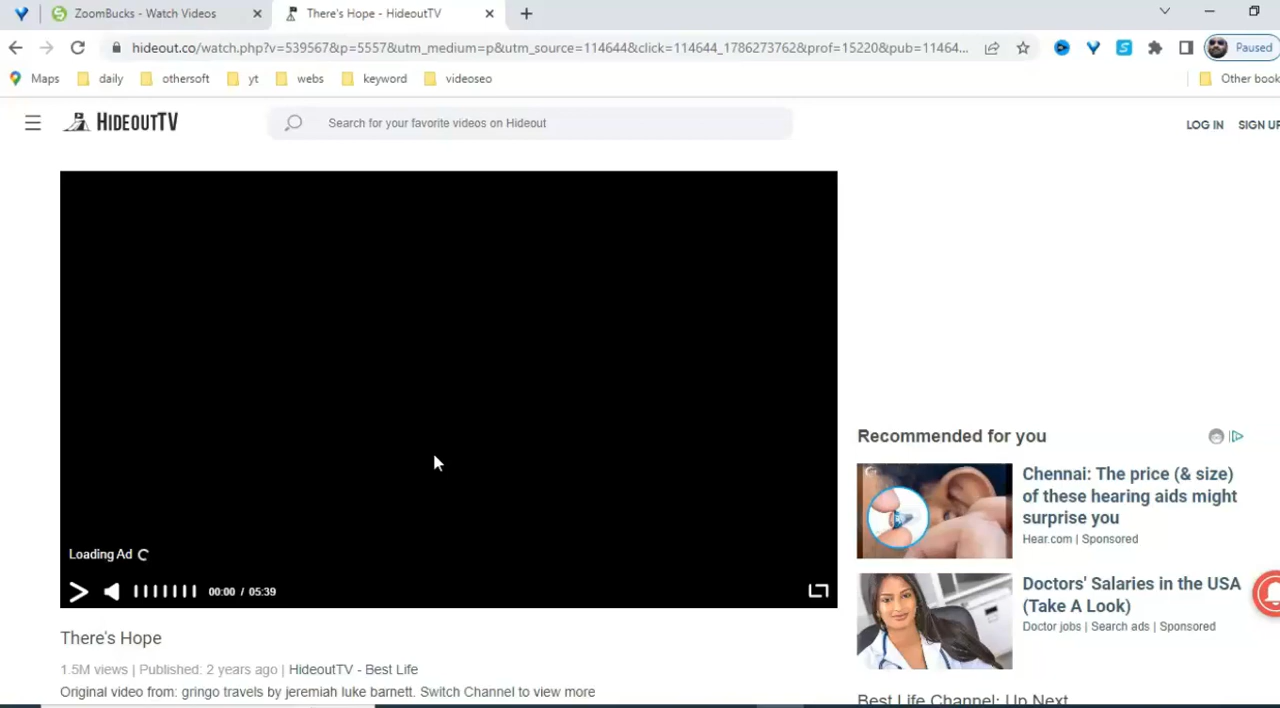 ZoomBucks - Watch Videos
There's Hope - HideoutTV
hideout.co/watch.php?v=539567&p=5557&utm_medium=p&utm_source=114644&click=114644_1786273762&prof=15220&pub=11464...
Paused
Maps daily othersoft yt webs keyword videoseo Other book
HIDEOUTTV
Search for your favorite videos on Hideout
LOG IN SIGN UP
Loading Ad
00:00 / 05:39
There's Hope
1.5M views | Published: 2 years ago | HideoutTV - Best Life
Original video from: gringo travels by jeremiah luke barnett. Switch Channel to view more
Recommended for you
Chennai: The price (& size)
of these hearing aids might
surprise you
Hear.com | Sponsored
Doctors' Salaries in the USA
(Take A Look)
Doctor jobs | Search ads | Sponsored
Best Life Channel: Up Next